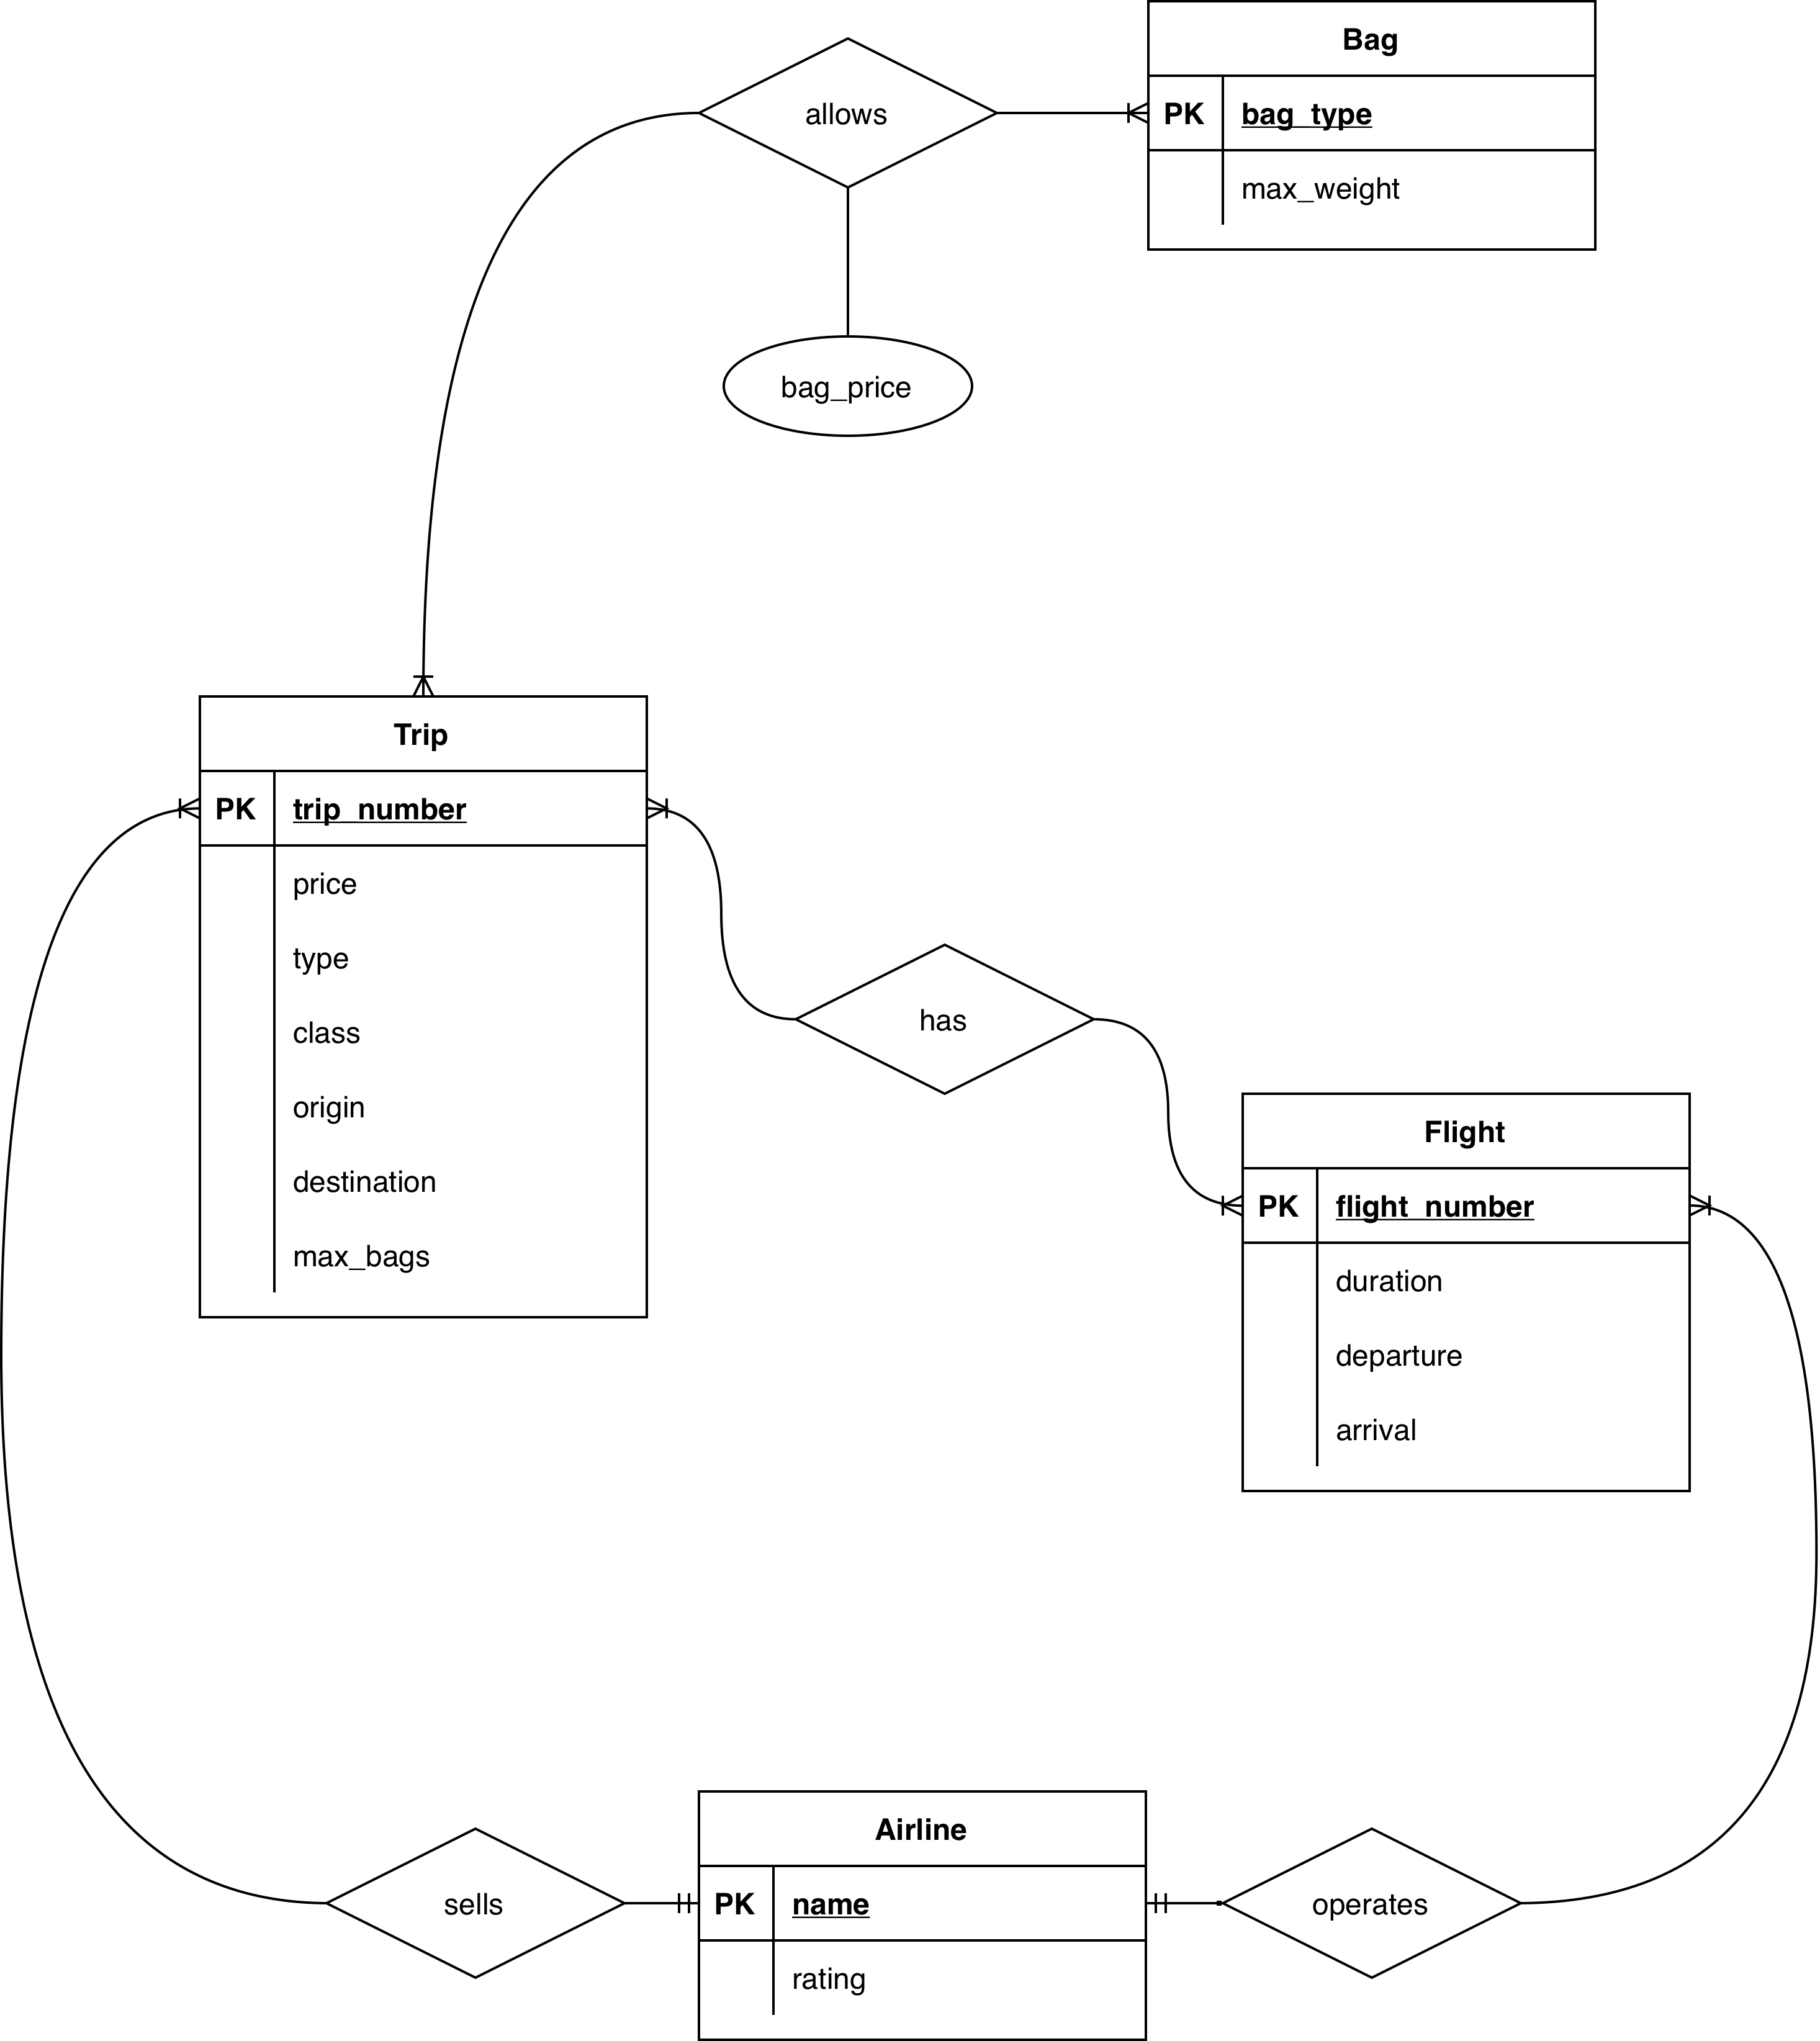 Bag
allows
PK bag_type
max_weight
bag_price
Trip
PK trip_number
price
type
class
origin
destination
max_bags
has
Flight
PK flight_number
duration
departure
arrival
Airline
sells
PK name
operates
rating